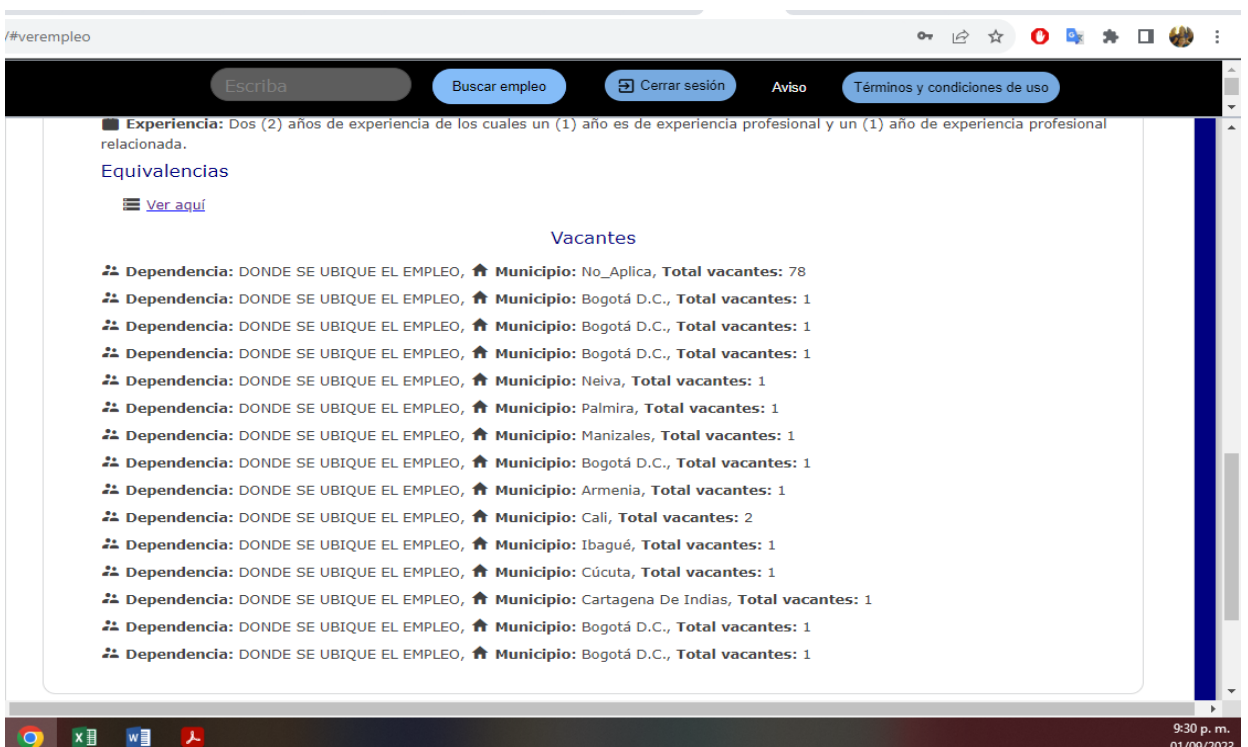 /#verempleo
Escriba
Buscar empleo
Cerrar sesión
Aviso
Términos y condiciones de uso
Experiencia: Dos (2) años de experiencia de los cuales un (1) año es de experiencia profesional y un (1) año de experiencia profesional
relacionada.
Equivalencias
Ver aquí
Vacantes
Dependencia: DONDE SE UBIQUE EL EMPLEO, Municipio: No_Aplica, Total vacantes: 78
Dependencia: DONDE SE UBIQUE EL EMPLEO, Municipio: Bogotá D.C., Total vacantes: 1
Dependencia: DONDE SE UBIQUE EL EMPLEO, Municipio: Bogotá D.C., Total vacantes: 1
Dependencia: DONDE SE UBIQUE EL EMPLEO, Municipio: Bogotá D.C., Total vacantes: 1
Dependencia: DONDE SE UBIQUE EL EMPLEO, Municipio: Neiva, Total vacantes: 1
Dependencia: DONDE SE UBIQUE EL EMPLEO, Municipio: Palmira, Total vacantes: 1
Dependencia: DONDE SE UBIQUE EL EMPLEO, Municipio: Manizales, Total vacantes: 1
Dependencia: DONDE SE UBIQUE EL EMPLEO, Municipio: Bogotá D.C., Total vacantes: 1
Dependencia: DONDE SE UBIQUE EL EMPLEO, Municipio: Armenia, Total vacantes: 1
Dependencia: DONDE SE UBIQUE EL EMPLEO, Municipio: Cali, Total vacantes: 2
Dependencia: DONDE SE UBIQUE EL EMPLEO, Municipio: Ibagué, Total vacantes: 1
Dependencia: DONDE SE UBIQUE EL EMPLEO, Municipio: Cúcuta, Total vacantes: 1
Dependencia: DONDE SE UBIQUE EL EMPLEO, Municipio: Cartagena De Indias, Total vacantes: 1
Dependencia: DONDE SE UBIQUE EL EMPLEO, Municipio: Bogotá D.C., Total vacantes: 1
Dependencia: DONDE SE UBIQUE EL EMPLEO, Municipio: Bogotá D.C., Total vacantes: 1
9:30 p. m.